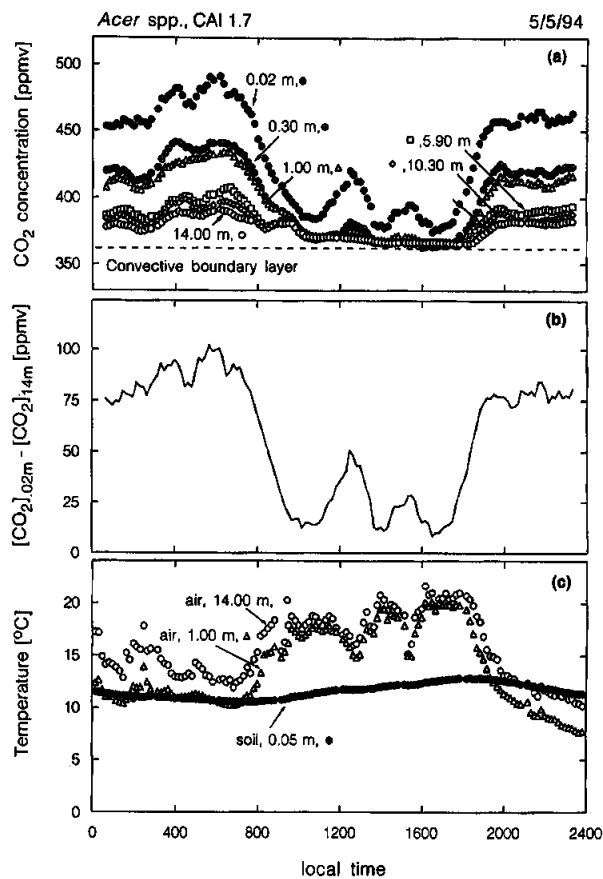 Acer spp., CAI 1.7 5/5/94
(a)
CO2 concentration [ppmv]
500
450
400
350
0.02 m, ●
0.30 m, ●
1.00 m, △
□, 5.90 m
◇, 10.30 m
14.00 m, ○
Convective boundary layer
(b)
[CO2].02m - [CO2].14m [ppmv]
100
75
50
25
0
(c)
Temperature [°C]
20
15
10
5
0
air, 14.00 m, ○
air, 1.00 m, △
soil, 0.05 m, ●
0 400 800 1200 1600 2000 2400
local time